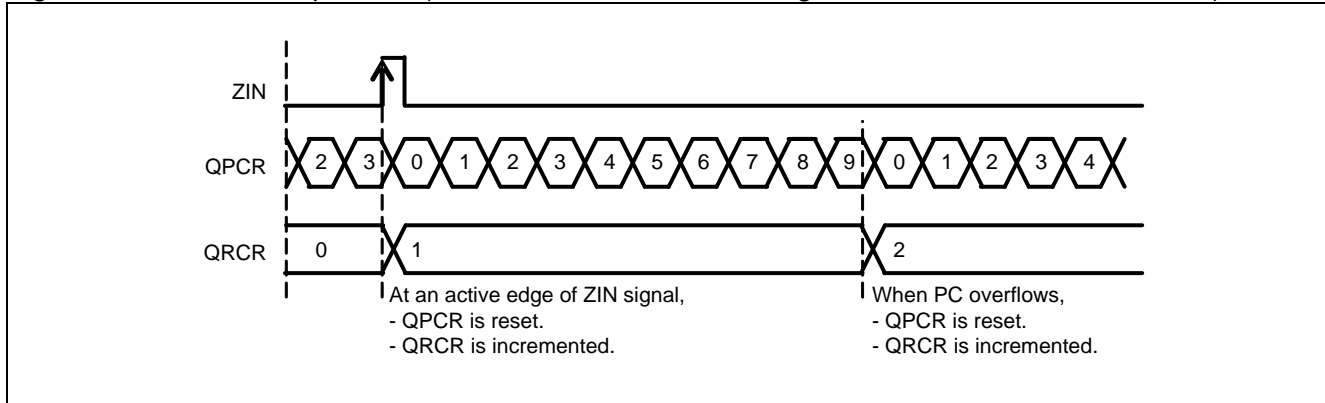 ZIN
QPCR 2 3 0 1 2 3 4 5 6 7 8 9 0 1 2 3 4
QRCR 0 1 2
At an active edge of ZIN signal,
- QPCR is reset.
- QRCR is incremented.
When PC overflows,
- QPCR is reset.
- QRCR is incremented.